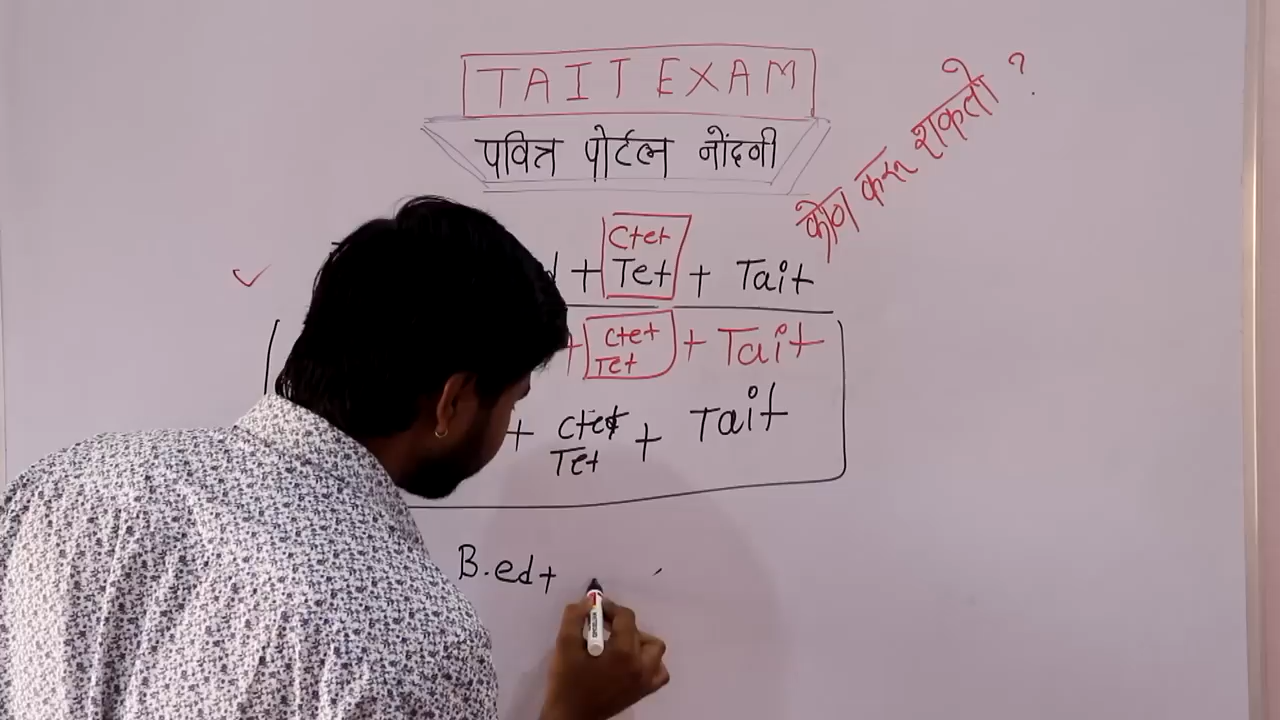 TAIT EXAM
पवित्र पोर्टल नोंदणी
कोण करू शकतो ?
d + Ctet Tet + Tait
+ Ctet Tet + Tait
+ Ctet Tet + Tait
B.ed +